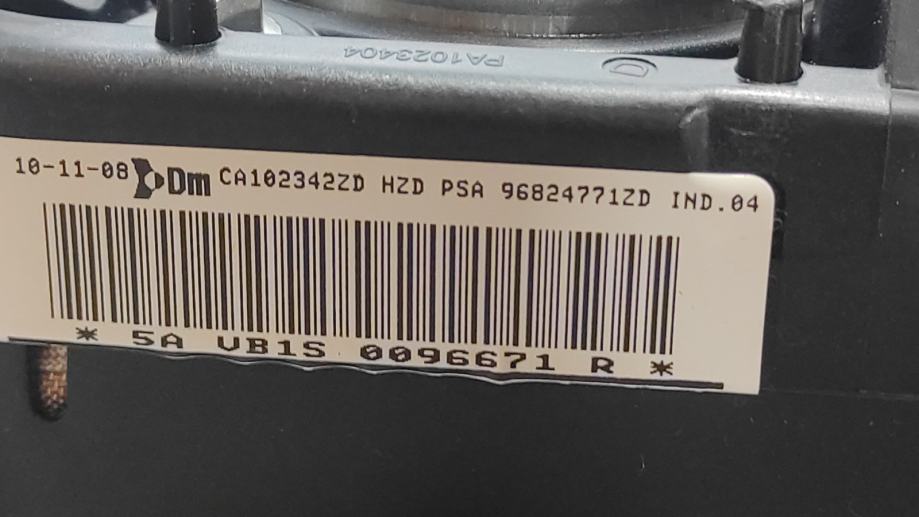 PA1023404
10-11-08 Dm CA102342ZD HZD PSA 96824771ZD IND.04
* 5A VB1S 0096671 R *